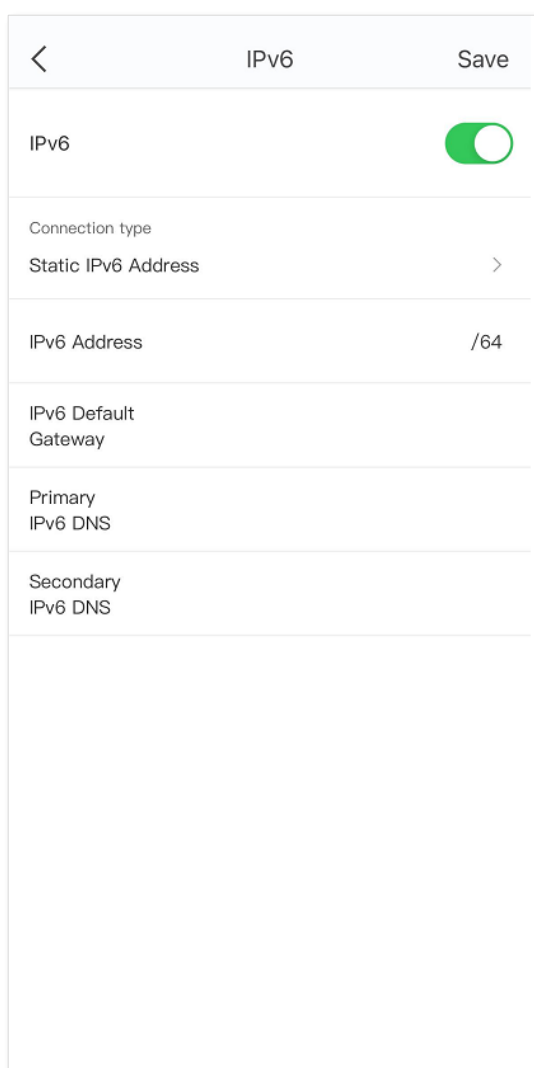 IPv6 Save
IPv6
Connection type
Static IPv6 Address
IPv6 Address /64
IPv6 Default
Gateway
Primary
IPv6 DNS
Secondary
IPv6 DNS